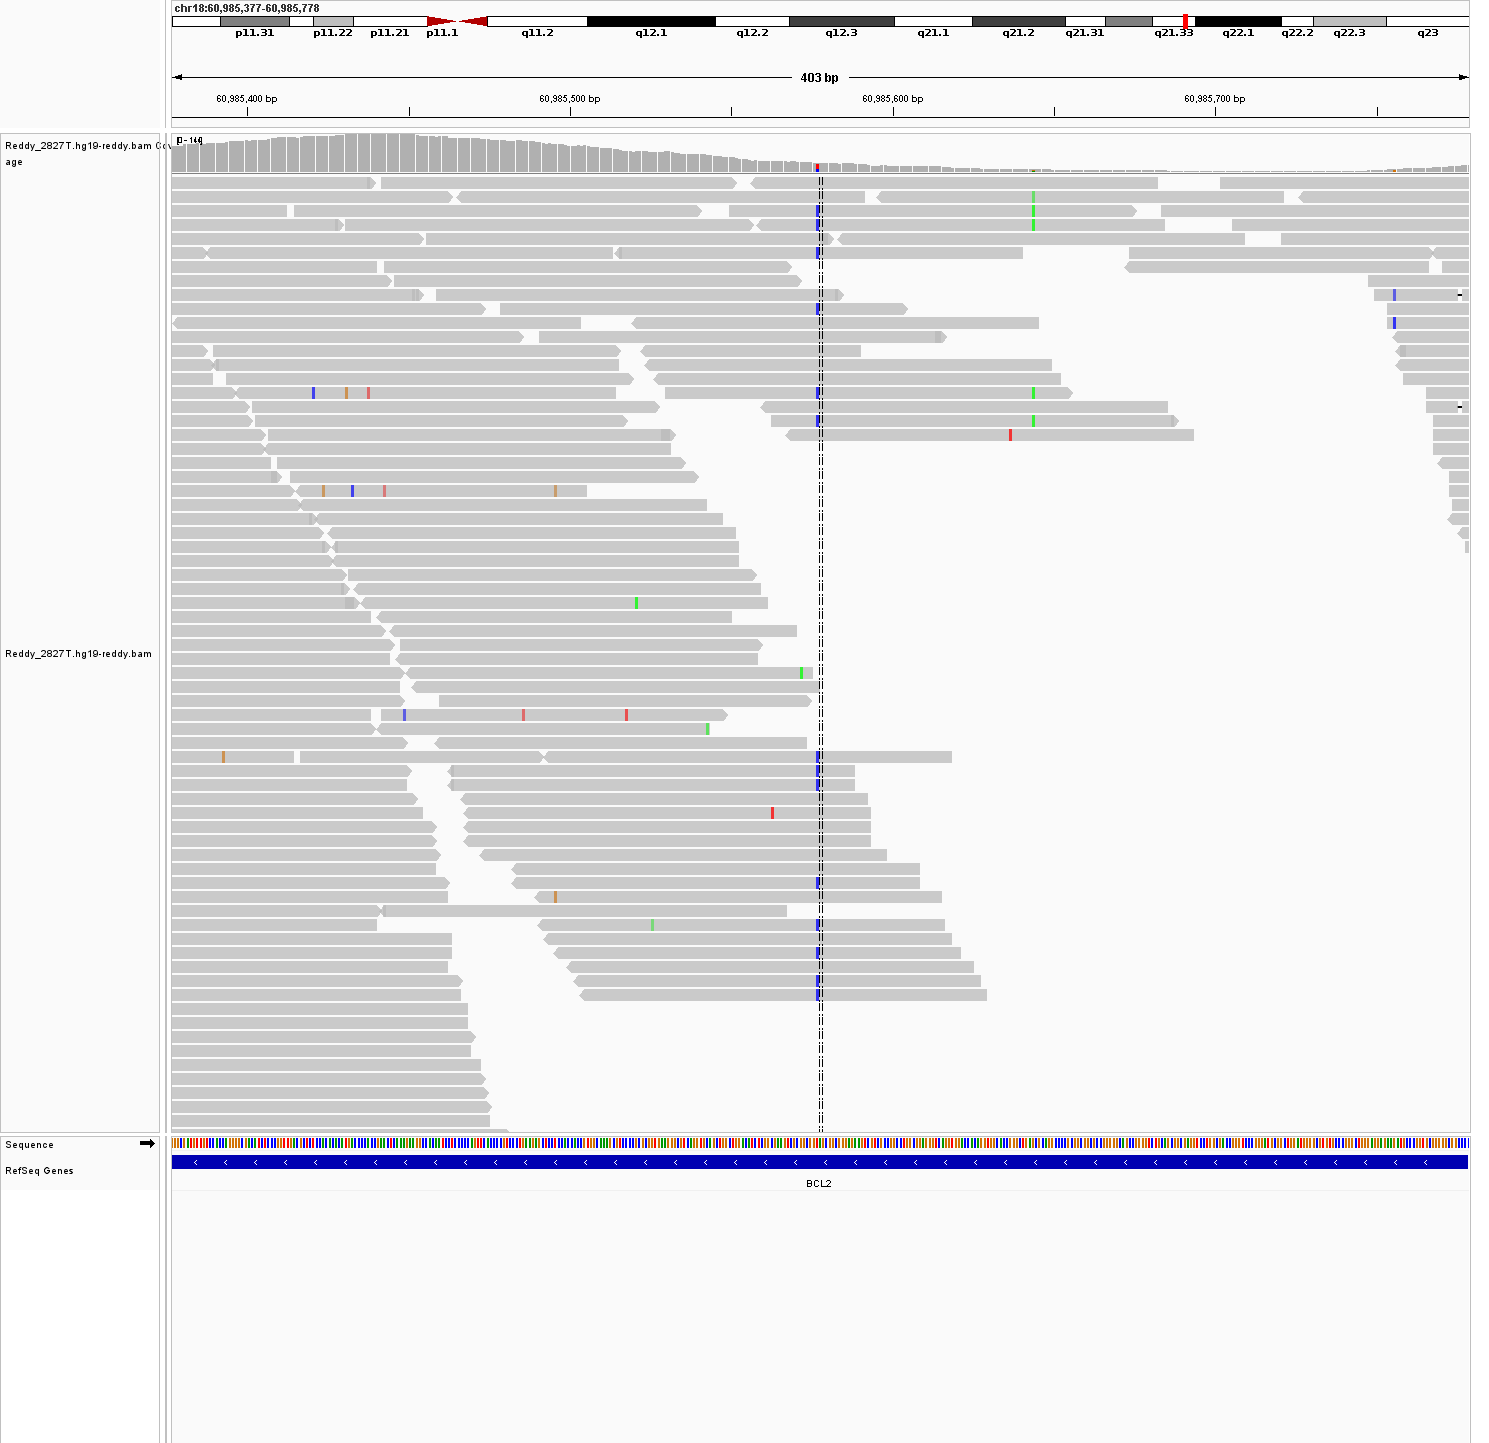 chr18:60,985,377-60,985,778
p11.31 p11.22 p11.21 p11.1 q11.2 q12.1 q12.2 q12.3 q21.1 q21.2 q21.31 q21.33 q22.1 q22.2 q22.3 q23
403 bp
60,985,400 bp 60,985,500 bp 60,985,600 bp 60,985,700 bp
Reddy_2827T.hg19-reddy.bam Cov
age
Reddy_2827T.hg19-reddy.bam
Sequence
RefSeq Genes
BCL2